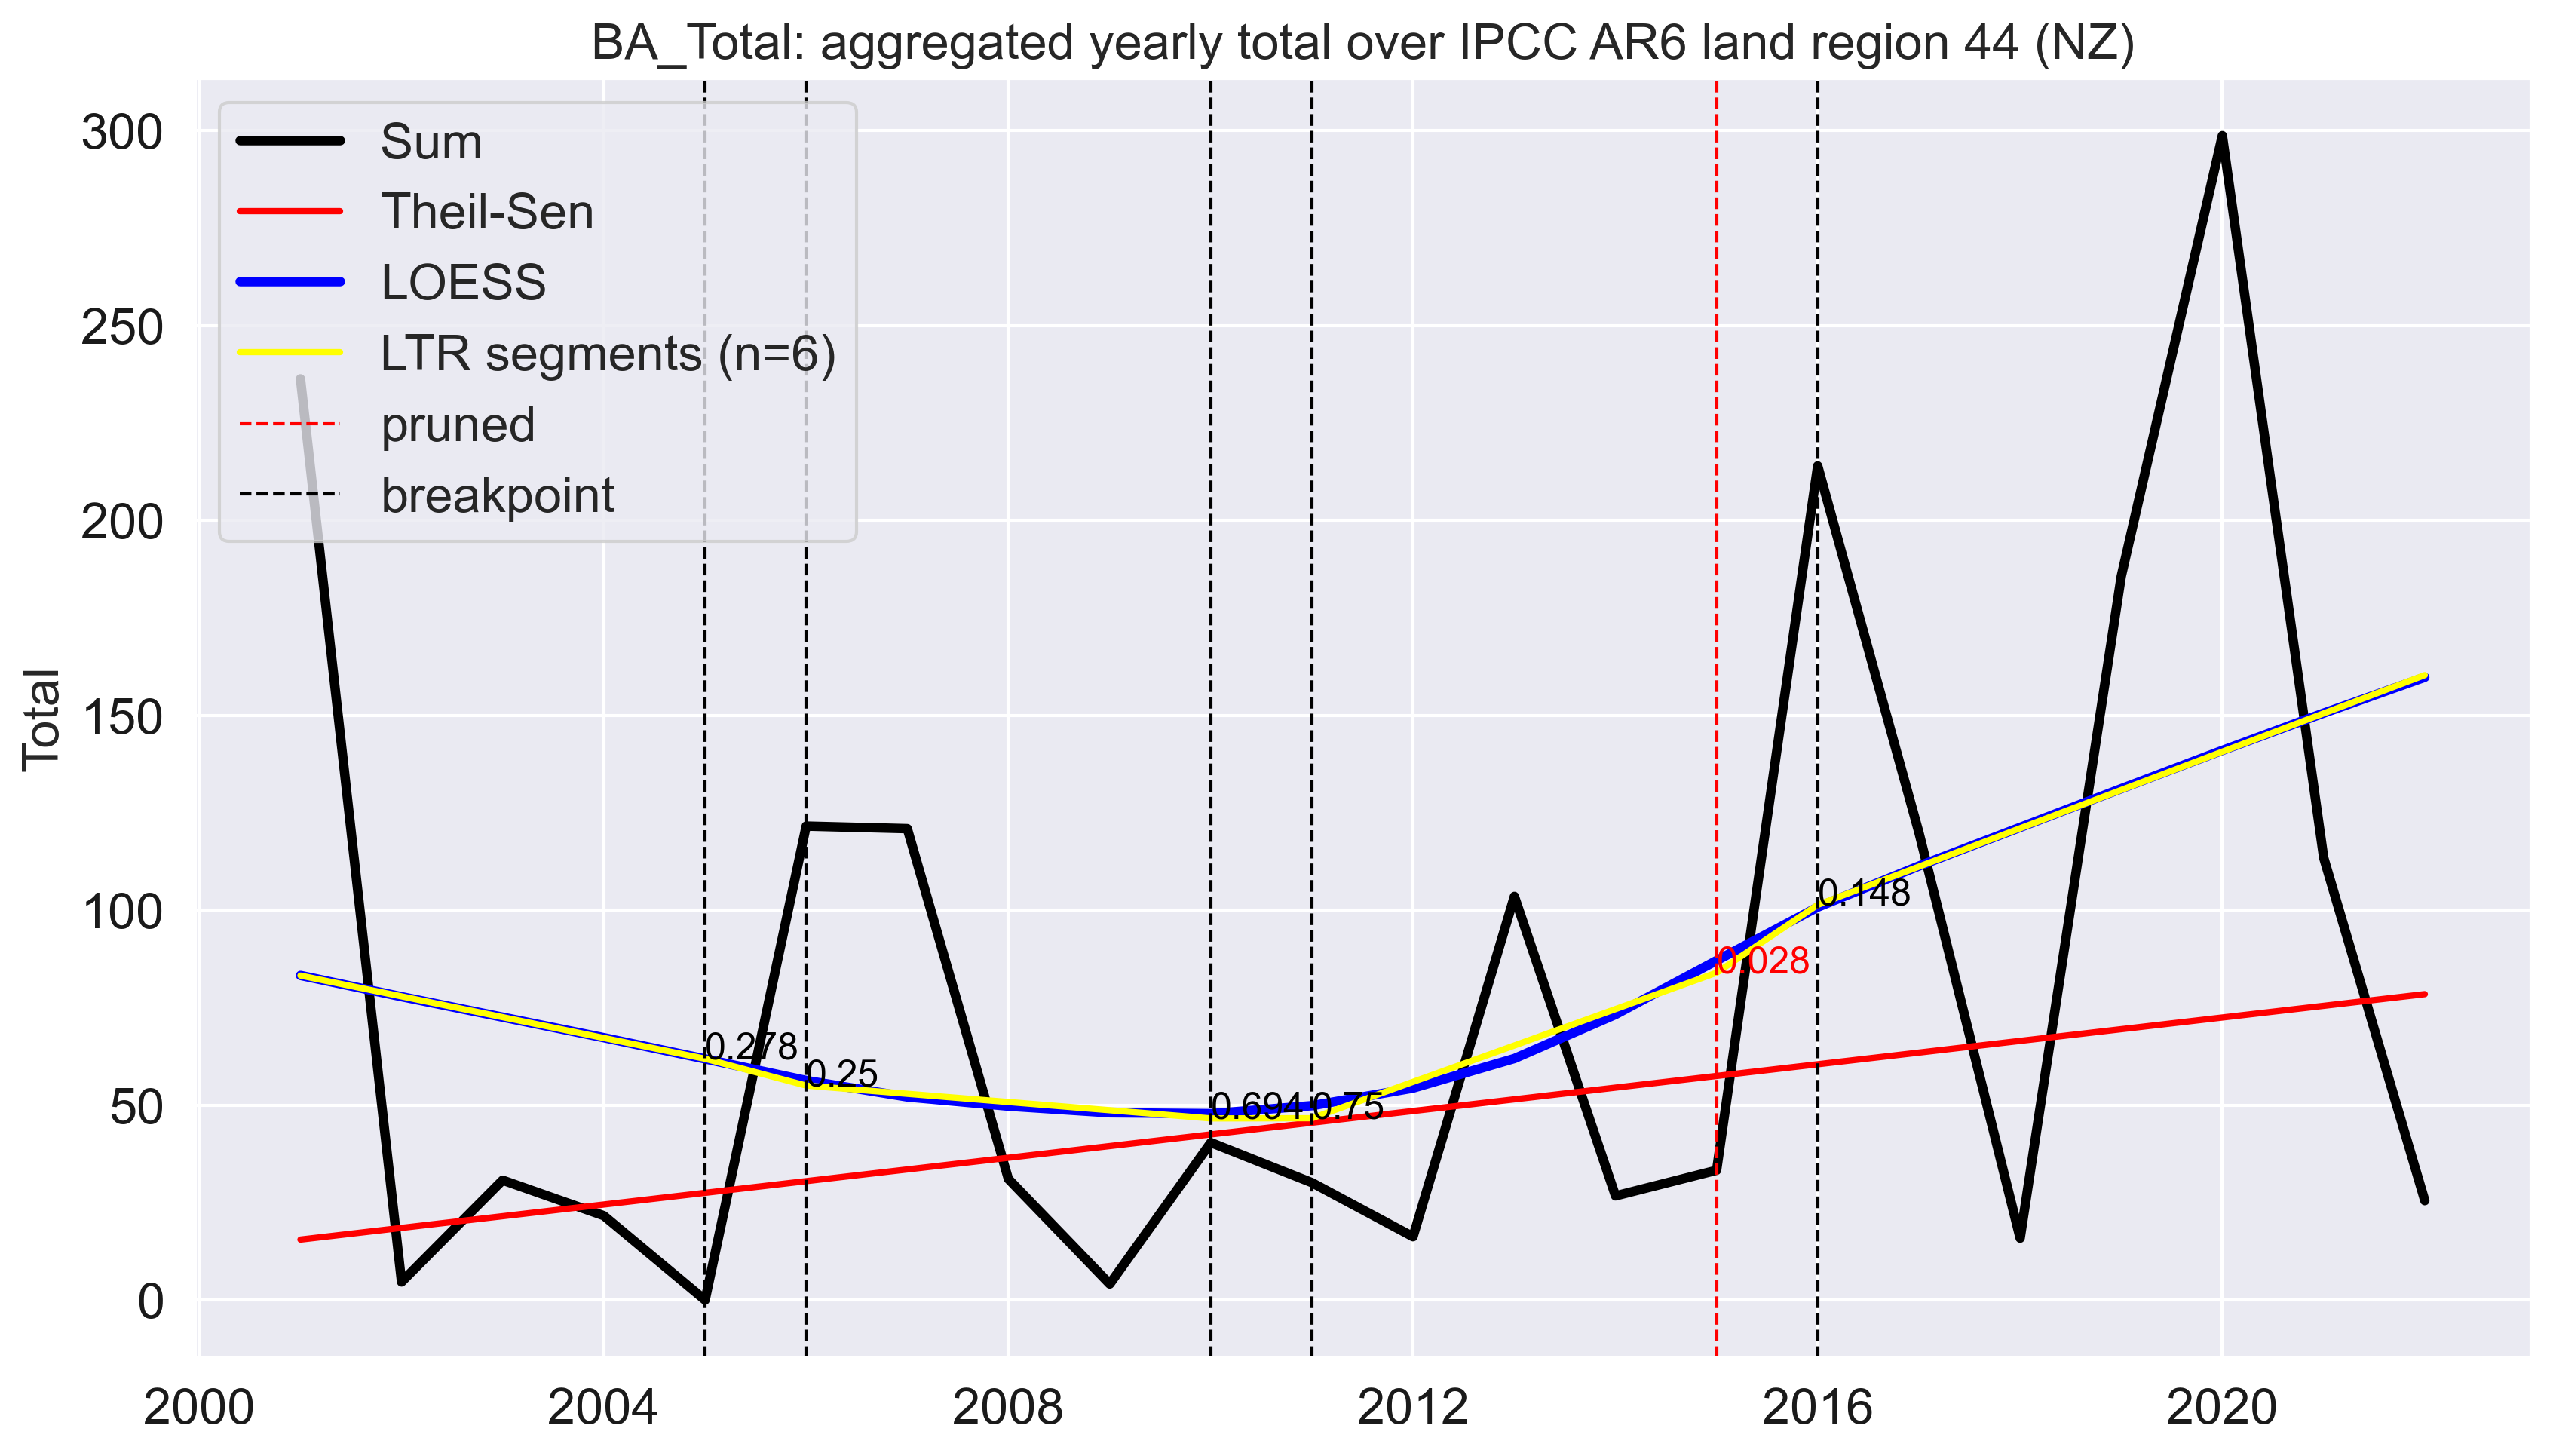 BA_Total: aggregated yearly total over IPCC AR6 land region 44 (NZ)
Sum
Theil-Sen
LOESS
LTR segments (n=6)
pruned
breakpoint
Total
300
250
200
150
100
50
0
0.278
0.25
0.694
0.75
0.028
0.148
2000
2004
2008
2012
2016
2020